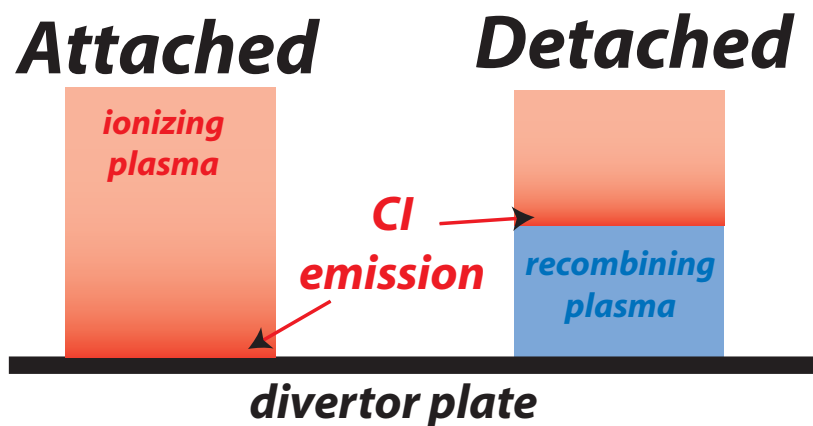 Attached
Detached
ionizing
plasma
CI
emission
recombining
plasma
divertor plate